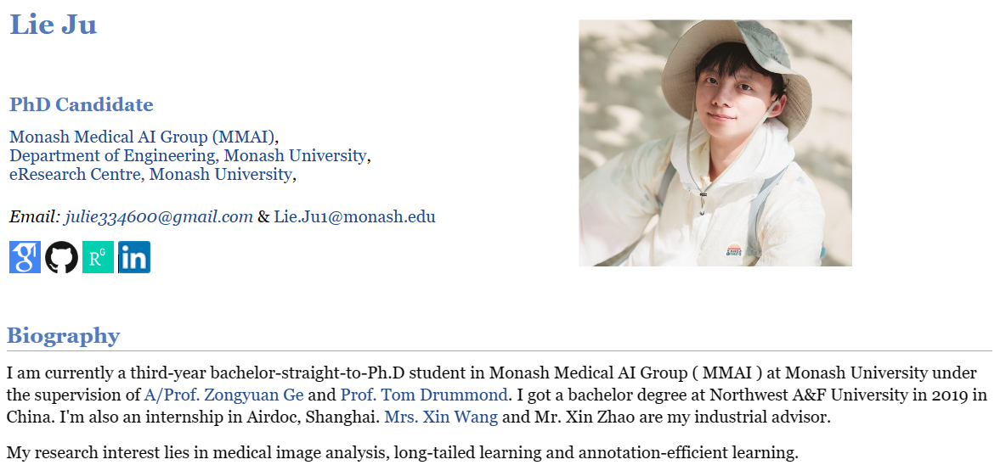 Lie Ju
PhD Candidate
Monash Medical AI Group (MMAI),
Department of Engineering, Monash University,
eResearch Centre, Monash University,
Email: julie334600@gmail.com & Lie.Ju1@monash.edu
g R G in
Biography
I am currently a third-year bachelor-straight-to-Ph.D student in Monash Medical AI Group ( MMAI ) at Monash University under
the supervision of A/Prof. Zongyuan Ge and Prof. Tom Drummond. I got a bachelor degree at Northwest A&F University in 2019 in
China. I'm also an internship in Airdoc, Shanghai. Mrs. Xin Wang and Mr. Xin Zhao are my industrial advisor.
My research interest lies in medical image analysis, long-tailed learning and annotation-efficient learning.